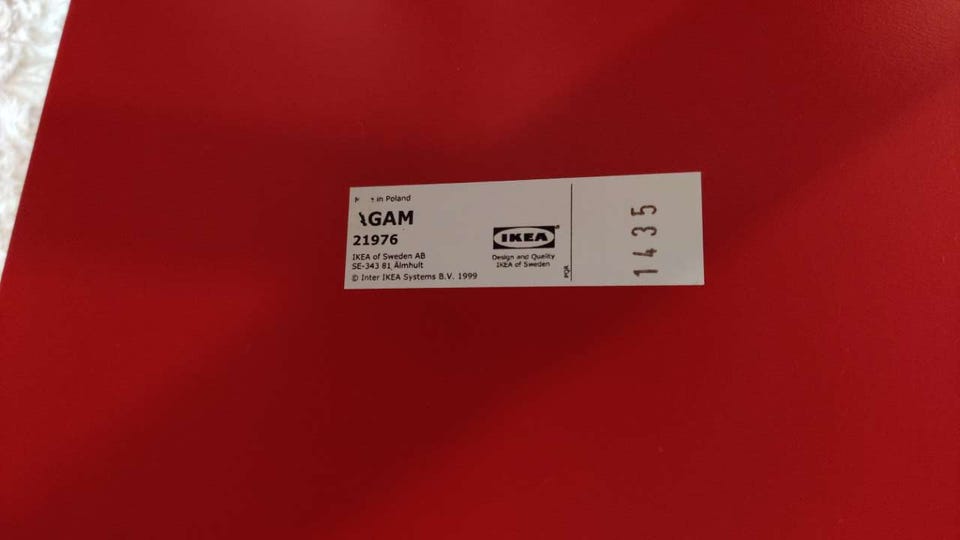 in Poland
AGAM
21976
IKEA of Sweden AB
SE-343 81 Älmhult
© Inter IKEA Systems B.V. 1999
IKEA®
Design and Quality
IKEA of Sweden
PQR
1435